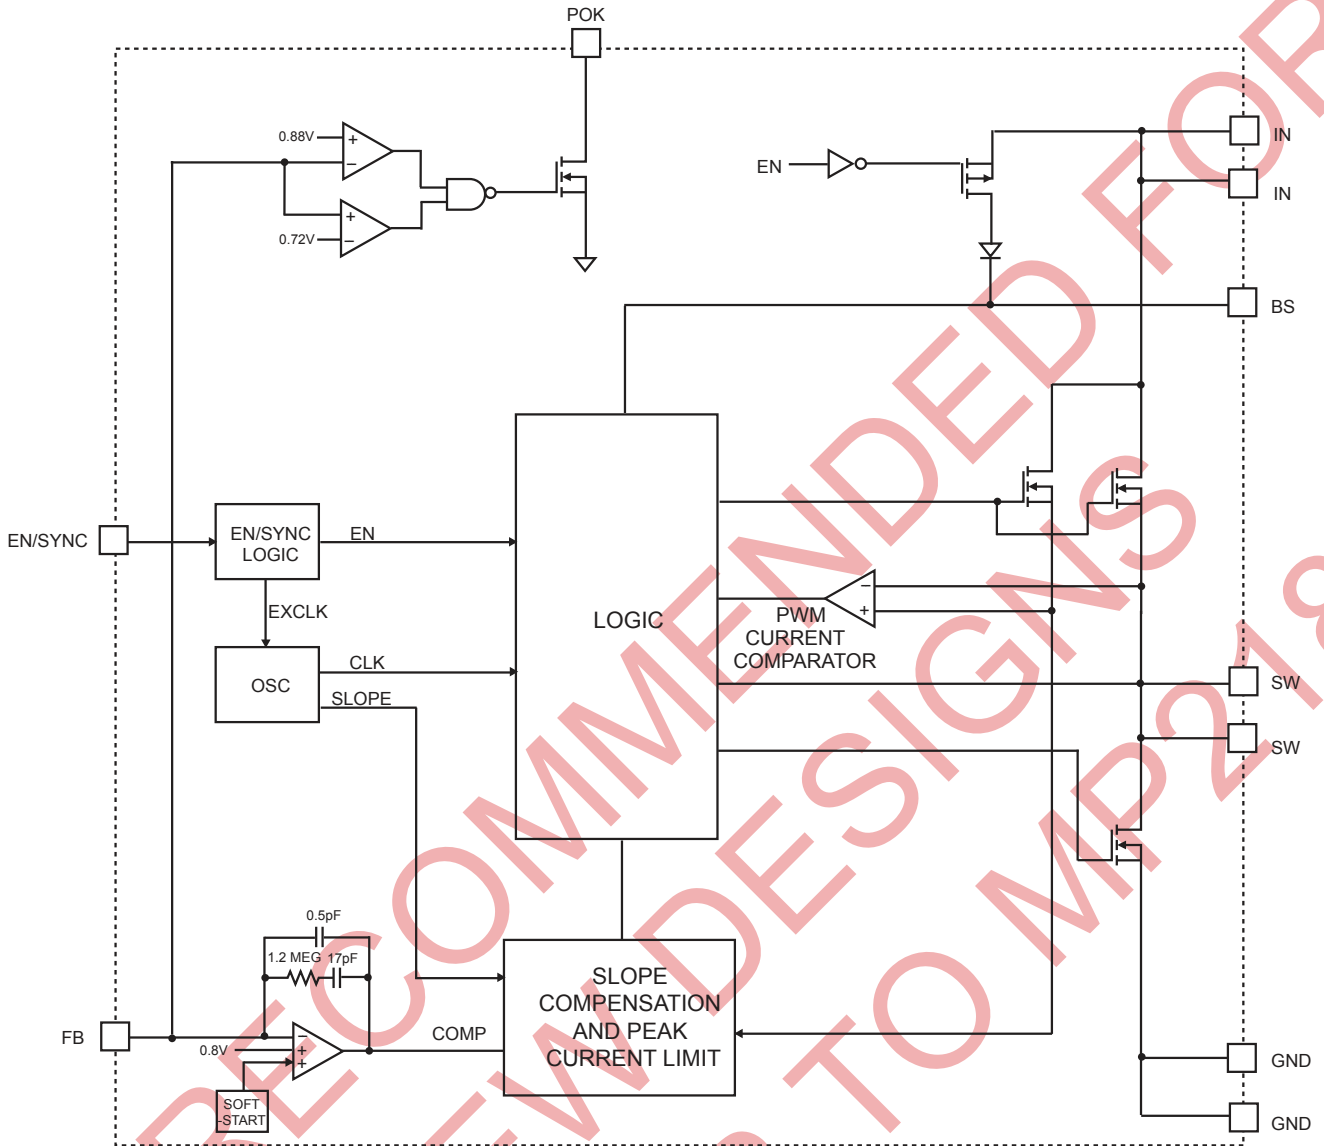 POK
0.88V
+
−
IN
EN
IN
+
0.72V
−
BS
EN/SYNC
EN/SYNC
LOGIC
EN
EXCLK
LOGIC
−
+
PWM
CURRENT
COMPARATOR
OSC
CLK
SLOPE
SW
SW
0.5pF
1.2 MEG
17pF
SLOPE
COMPENSATION
AND PEAK
CURRENT LIMIT
FB
−
0.8V
+
+
COMP
SOFT
-START
GND
GND
RECOMMENDED FOR
EW DESIGNS
TO MP218